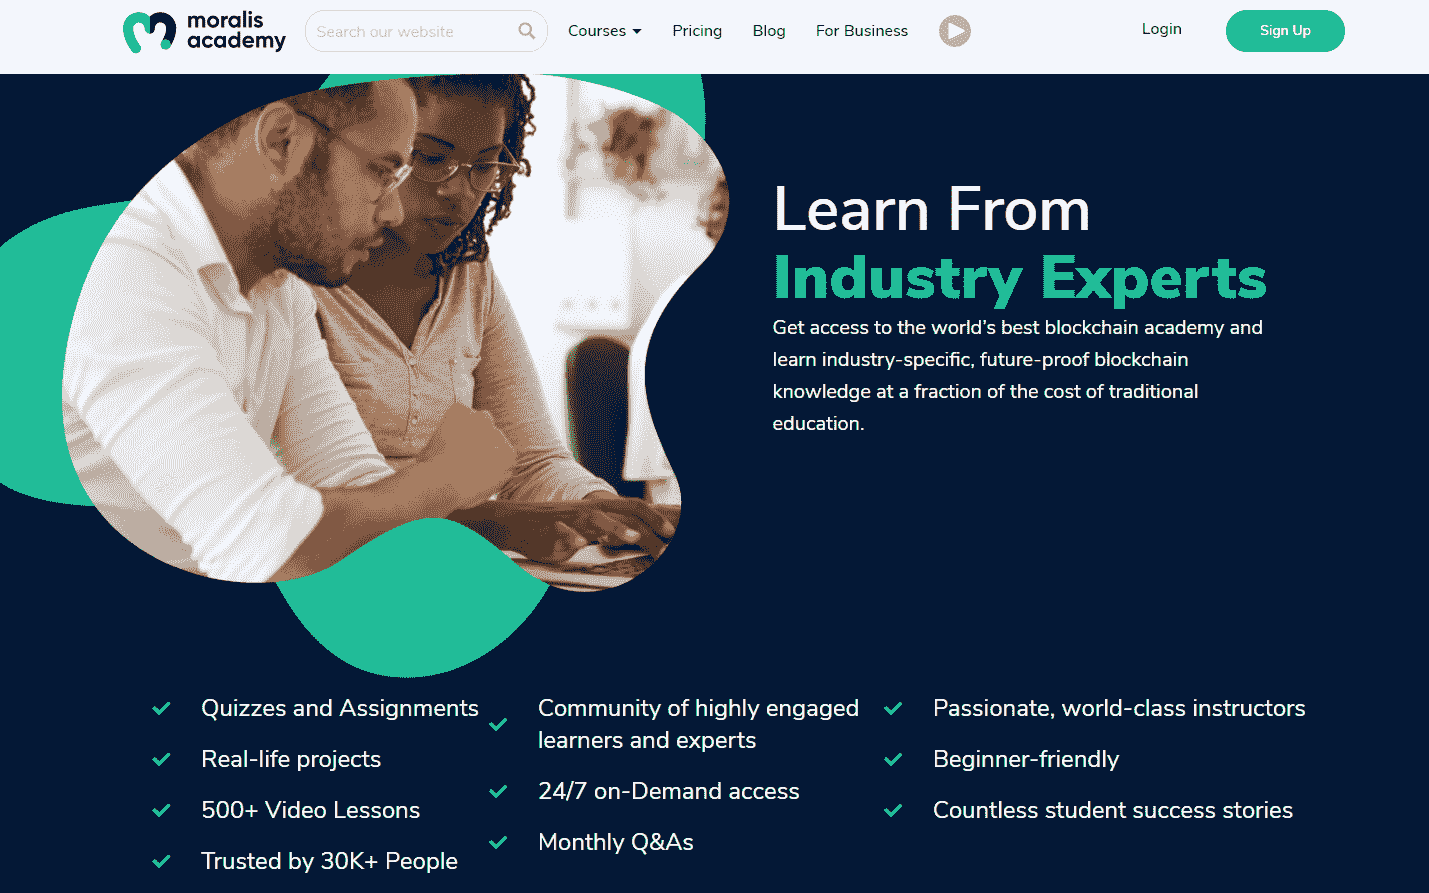 moralis
academy
Search our website
Courses
Pricing
Blog
For Business
Login
Sign Up
Learn From
Industry Experts
Get access to the world's best blockchain academy and
learn industry-specific, future-proof blockchain
knowledge at a fraction of the cost of traditional
education.
Quizzes and Assignments
Real-life projects
500+ Video Lessons
Trusted by 30K+ People
Community of highly engaged
learners and experts
24/7 on-Demand access
Monthly Q&As
Passionate, world-class instructors
Beginner-friendly
Countless student success stories